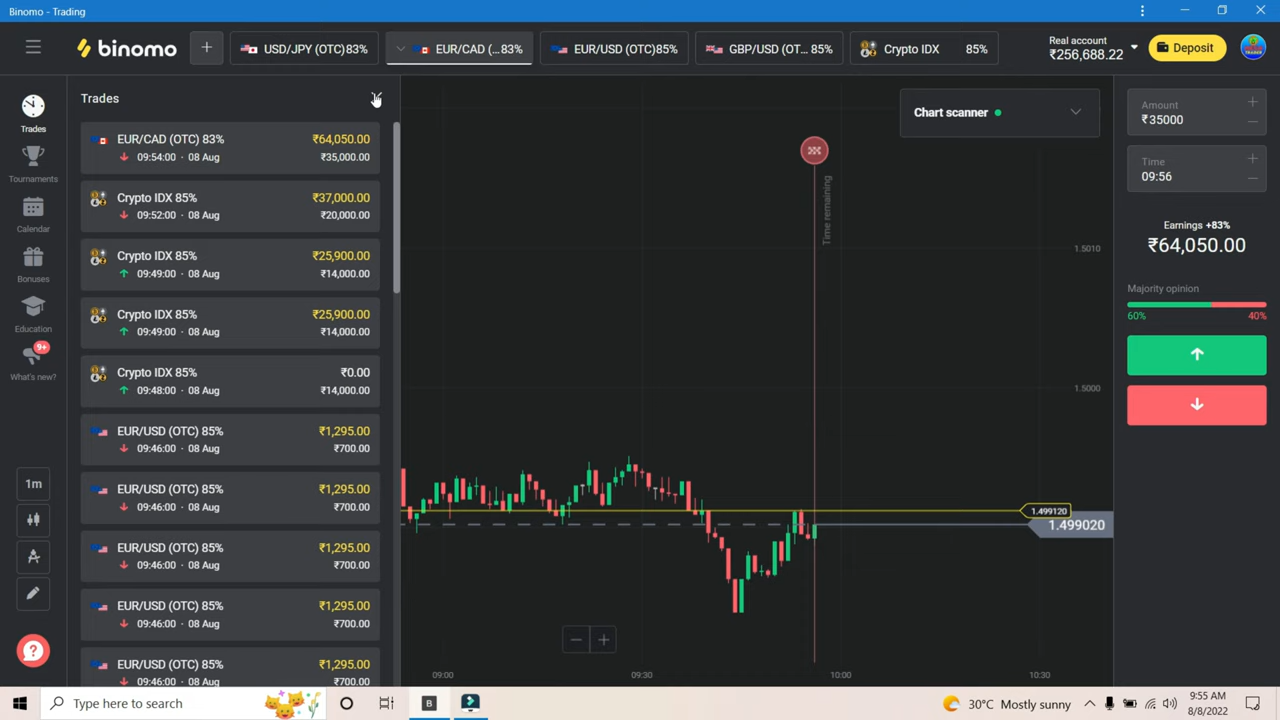 Binomo - Trading
binomo
USD/JPY (OTC)83%
EUR/CAD (...83%
EUR/USD (OTC)85%
GBP/USD (OT... 85%
Crypto IDX 85%
Real account
₹256,688.22
Deposit
Trades
Tournaments
Calendar
Bonuses
Education
9+
What's new?
1m
Trades
EUR/CAD (OTC) 83% ₹64,050.00
09:54:00 · 08 Aug ₹35,000.00
Crypto IDX 85% ₹37,000.00
09:52:00 · 08 Aug ₹20,000.00
Crypto IDX 85% ₹25,900.00
09:49:00 · 08 Aug ₹14,000.00
Crypto IDX 85% ₹25,900.00
09:49:00 · 08 Aug ₹14,000.00
Crypto IDX 85% ₹0.00
09:48:00 · 08 Aug ₹14,000.00
EUR/USD (OTC) 85% ₹1,295.00
09:46:00 · 08 Aug ₹700.00
EUR/USD (OTC) 85% ₹1,295.00
09:46:00 · 08 Aug ₹700.00
EUR/USD (OTC) 85% ₹1,295.00
09:46:00 · 08 Aug ₹700.00
EUR/USD (OTC) 85% ₹1,295.00
09:46:00 · 08 Aug ₹700.00
EUR/USD (OTC) 85% ₹1,295.00
09:46:00 · 08 Aug ₹700.00
Chart scanner
Time remaining
1.5010
1.5000
1.499120
1.499020
09:00 09:30 10:00 10:30
Amount
₹35000
Time
09:56
Earnings +83%
₹64,050.00
Majority opinion
60% 40%
Type here to search
B
30°C Mostly sunny
9:55 AM
8/8/2022